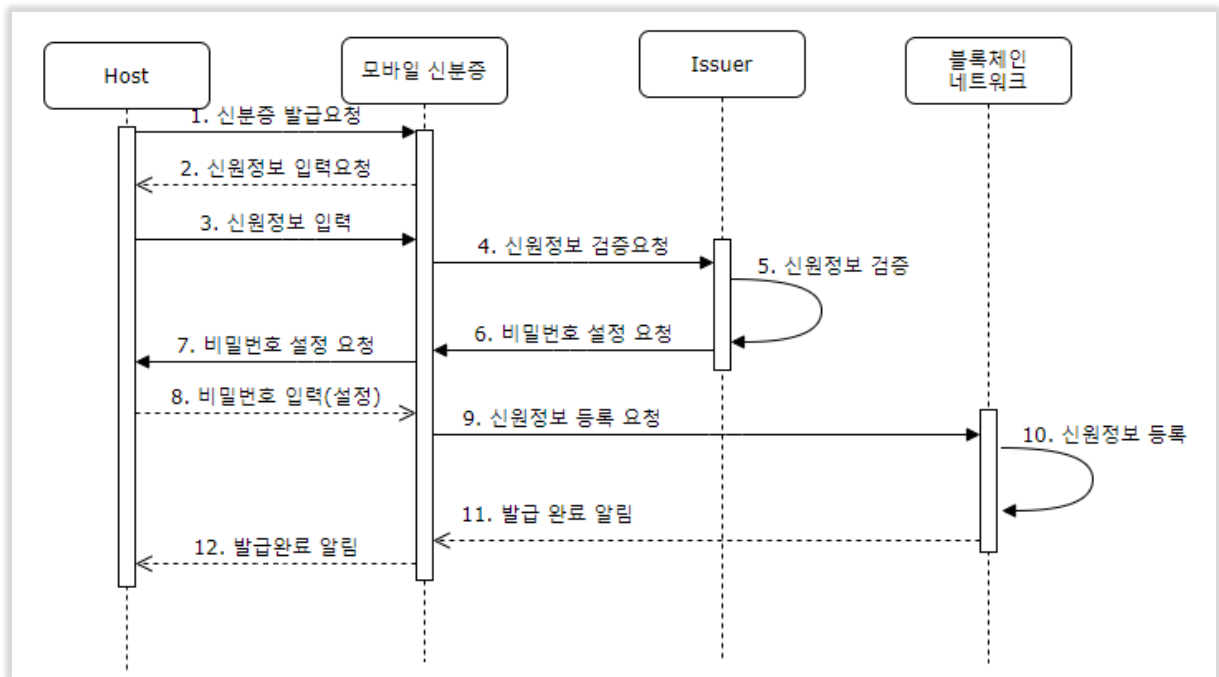 Host
모바일 신분증
Issuer
블록체인
네트워크
1. 신분증 발급요청
2. 신원정보 입력요청
3. 신원정보 입력
4. 신원정보 검증요청
5. 신원정보 검증
6. 비밀번호 설정 요청
7. 비밀번호 설정 요청
8. 비밀번호 입력(설정)
9. 신원정보 등록 요청
10. 신원정보 등록
11. 발급 완료 알림
12. 발급완료 알림